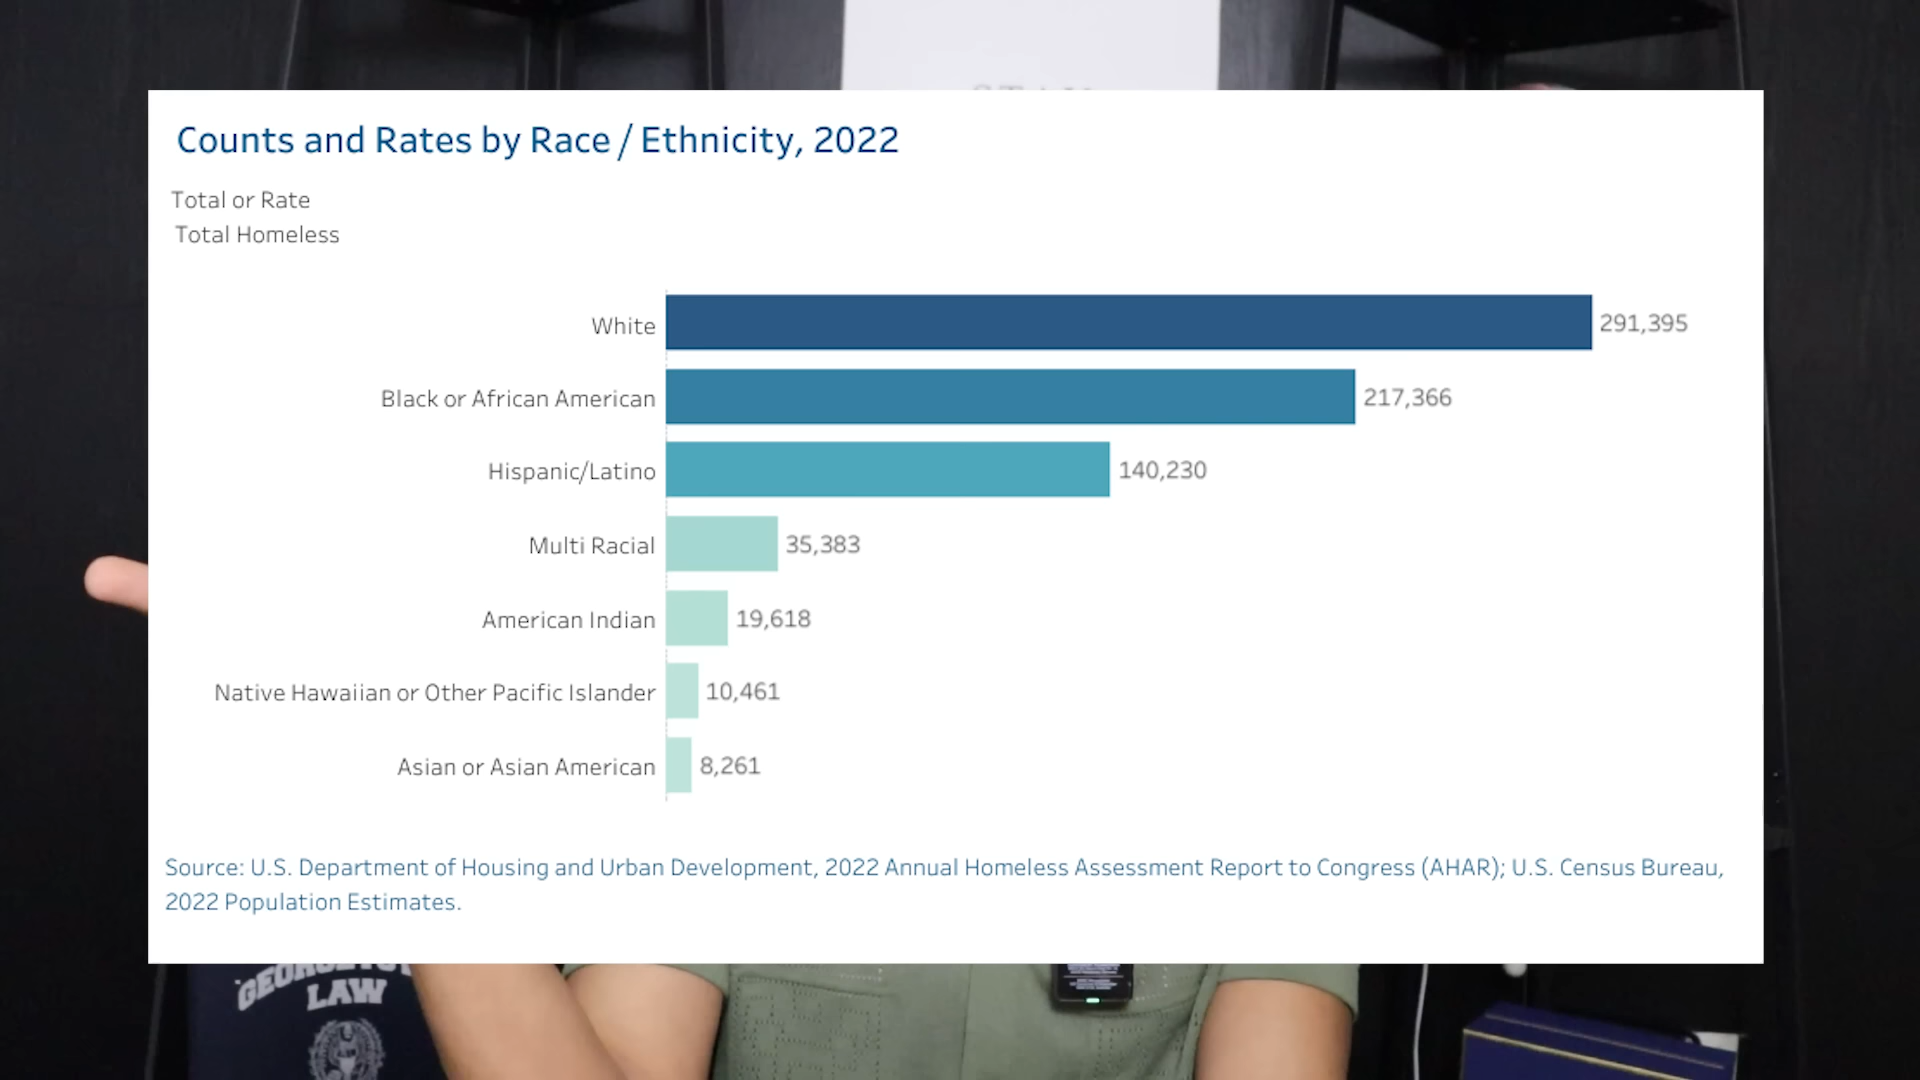 Counts and Rates by Race / Ethnicity, 2022
Total or Rate
Total Homeless
White 291,395
Black or African American 217,366
Hispanic/Latino 140,230
Multi Racial 35,383
American Indian 19,618
Native Hawaiian or Other Pacific Islander 10,461
Asian or Asian American 8,261
Source: U.S. Department of Housing and Urban Development, 2022 Annual Homeless Assessment Report to Congress (AHAR); U.S. Census Bureau,
2022 Population Estimates.
LAW